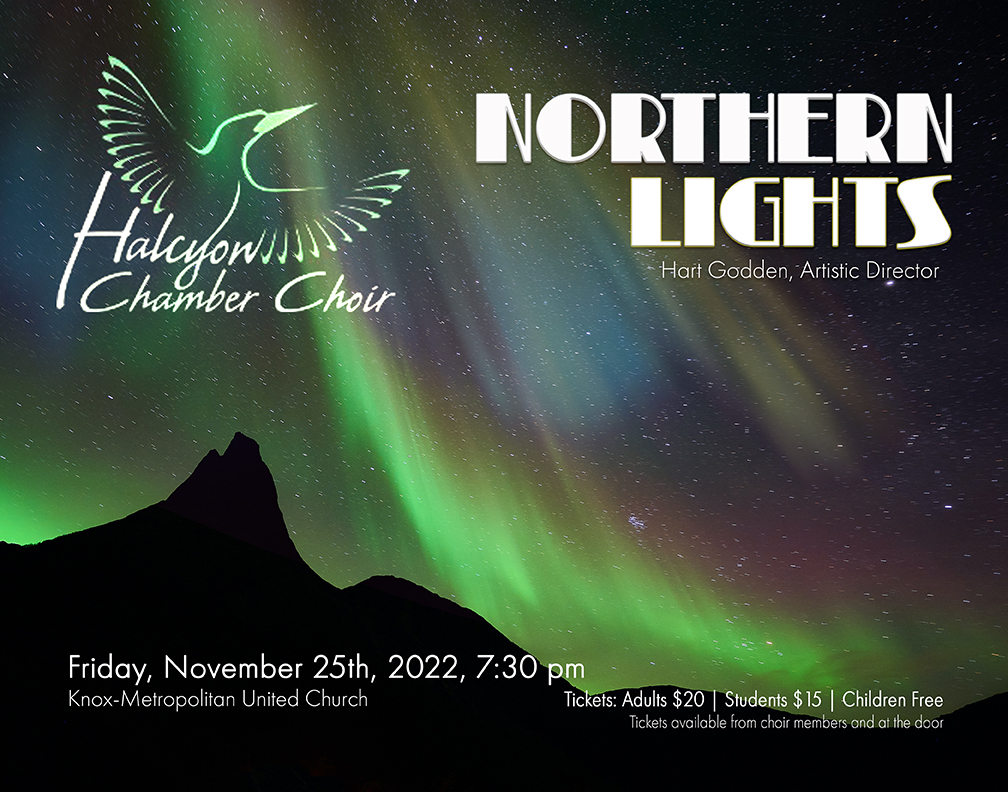 Halcyon
Chamber Choir
NORTHERN
LIGHTS
Hart Godden, Artistic Director
Friday, November 25th, 2022, 7:30 pm
Knox-Metropolitan United Church
Tickets: Adults $20 | Students $15 | Children Free
Tickets available from choir members and at the door